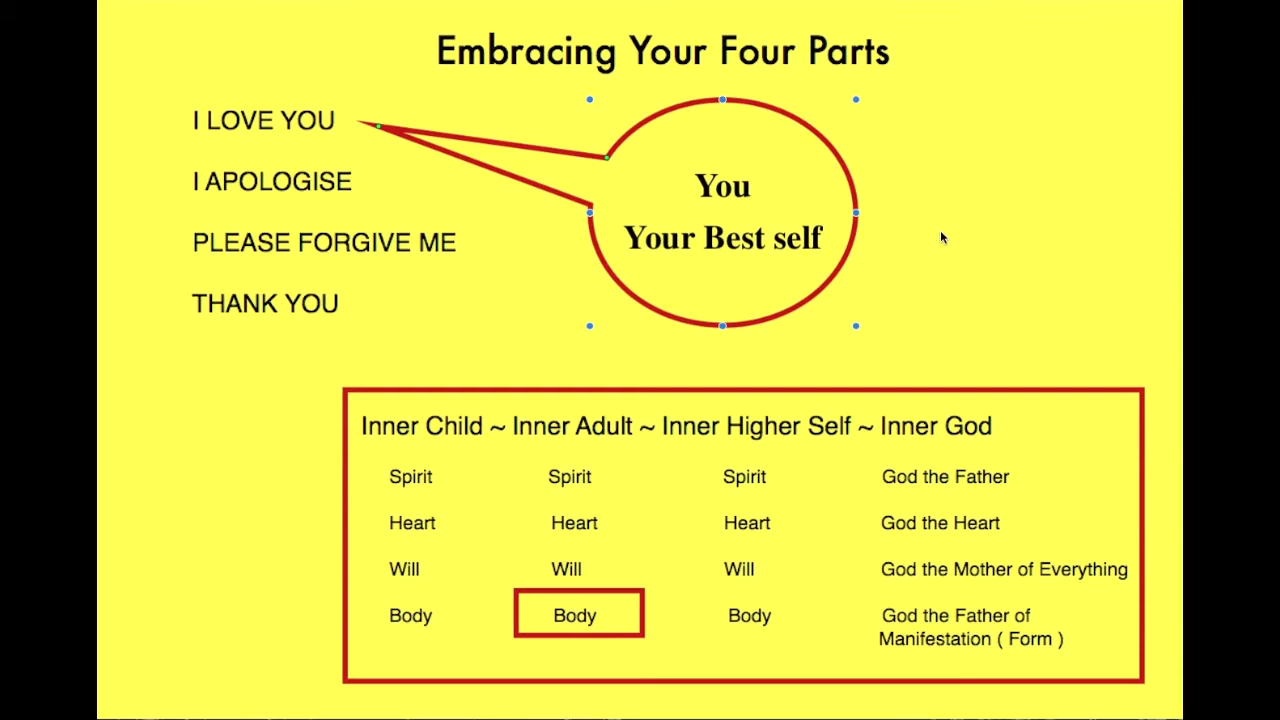 Embracing Your Four Parts
I LOVE YOU
I APOLOGISE
PLEASE FORGIVE ME
THANK YOU
You
Your Best self
Inner Child ~ Inner Adult ~ Inner Higher Self ~ Inner God
Spirit Spirit Spirit God the Father
Heart Heart Heart God the Heart
Will Will Will God the Mother of Everything
Body Body Body God the Father of
Manifestation ( Form )